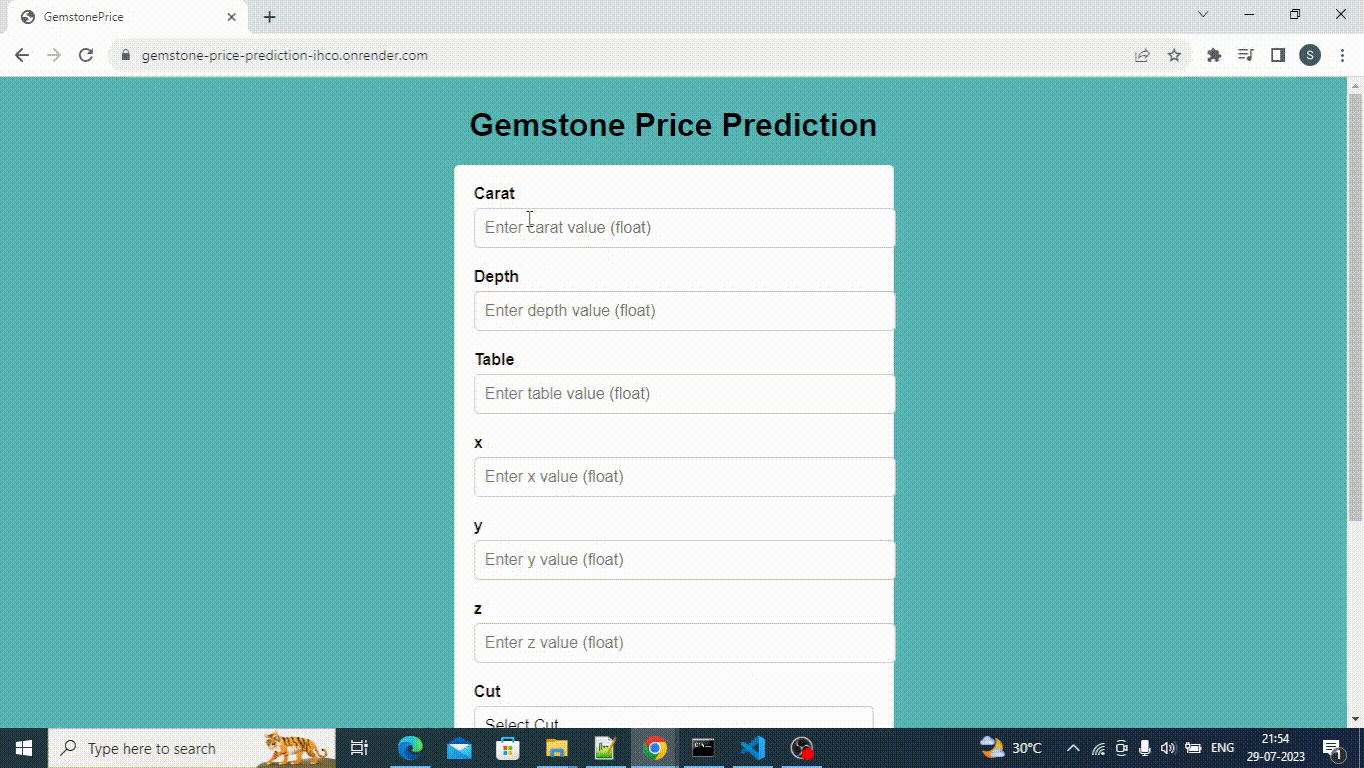 GemstonePrice
gemstone-price-prediction-ihco.onrender.com
S
Gemstone Price Prediction
Carat
Enter carat value (float)
Depth
Enter depth value (float)
Table
Enter table value (float)
x
Enter x value (float)
y
Enter y value (float)
z
Enter z value (float)
Cut
Select Cut
Type here to search
30°C
ENG
21:54
29-07-2023
1